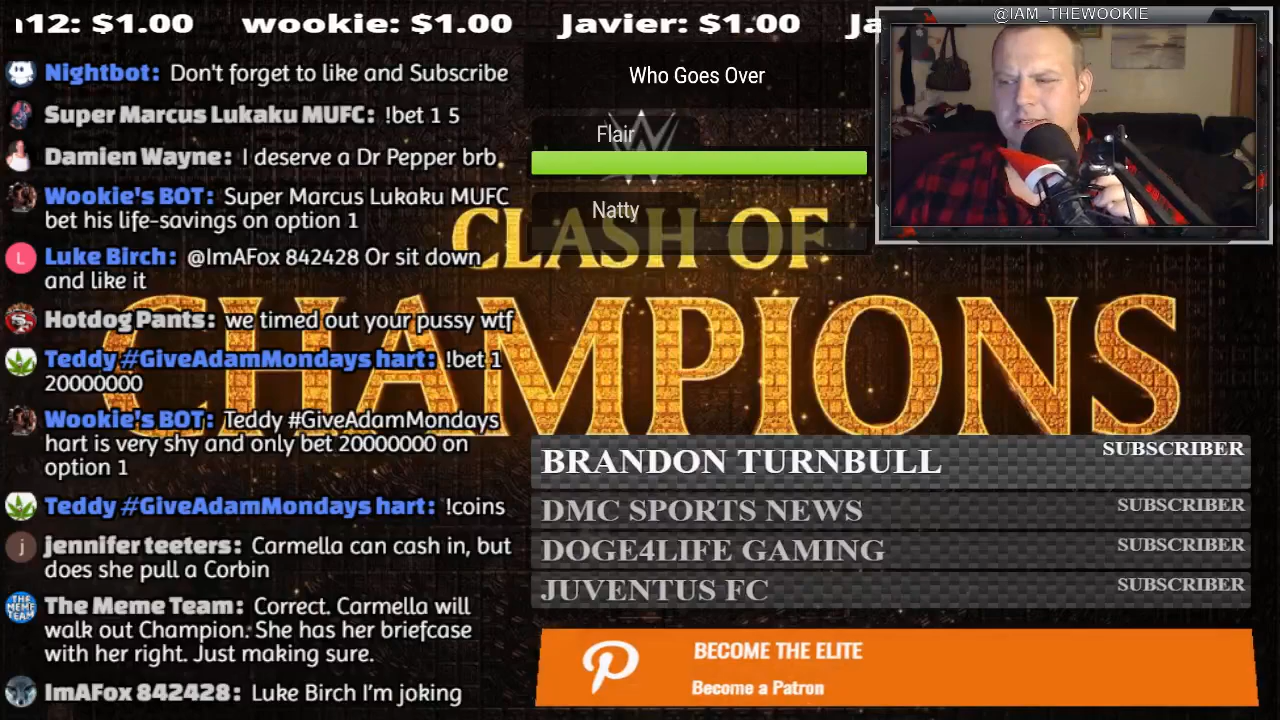 12: $1.00 wookie: $1.00 Javier: $1.00 Ja
@IAM_THEWOOKIE
Nightbot: Don't forget to like and Subscribe
Super Marcus Lukaku MUFC: !bet 1 5
Damien Wayne: I deserve a Dr Pepper brb
Wookie's BOT: Super Marcus Lukaku MUFC
bet his life-savings on option 1
Luke Birch: @ImAFox 842428 Or sit down
and like it
Hotdog Pants: we timed out your pussy wtf
Teddy #GiveAdamMondays hart: !bet 1
20000000
Wookie's BOT: Teddy #GiveAdamMondays
hart is very shy and only bet 20000000 on
option 1
Teddy #GiveAdamMondays hart: !coins
jennifer teeters: Carmella can cash in, but
does she pull a Corbin
The Meme Team: Correct. Carmella will
walk out Champion. She has her briefcase
with her right. Just making sure.
ImAFox 842428: Luke Birch I'm joking
Who Goes Over
Flair
Natty
CLASH OF
CHAMPIONS
BRANDON TURNBULL SUBSCRIBER
DMC SPORTS NEWS SUBSCRIBER
DOGE4LIFE GAMING SUBSCRIBER
JUVENTUS FC SUBSCRIBER
BECOME THE ELITE
Become a Patron
THE MEME TEAM